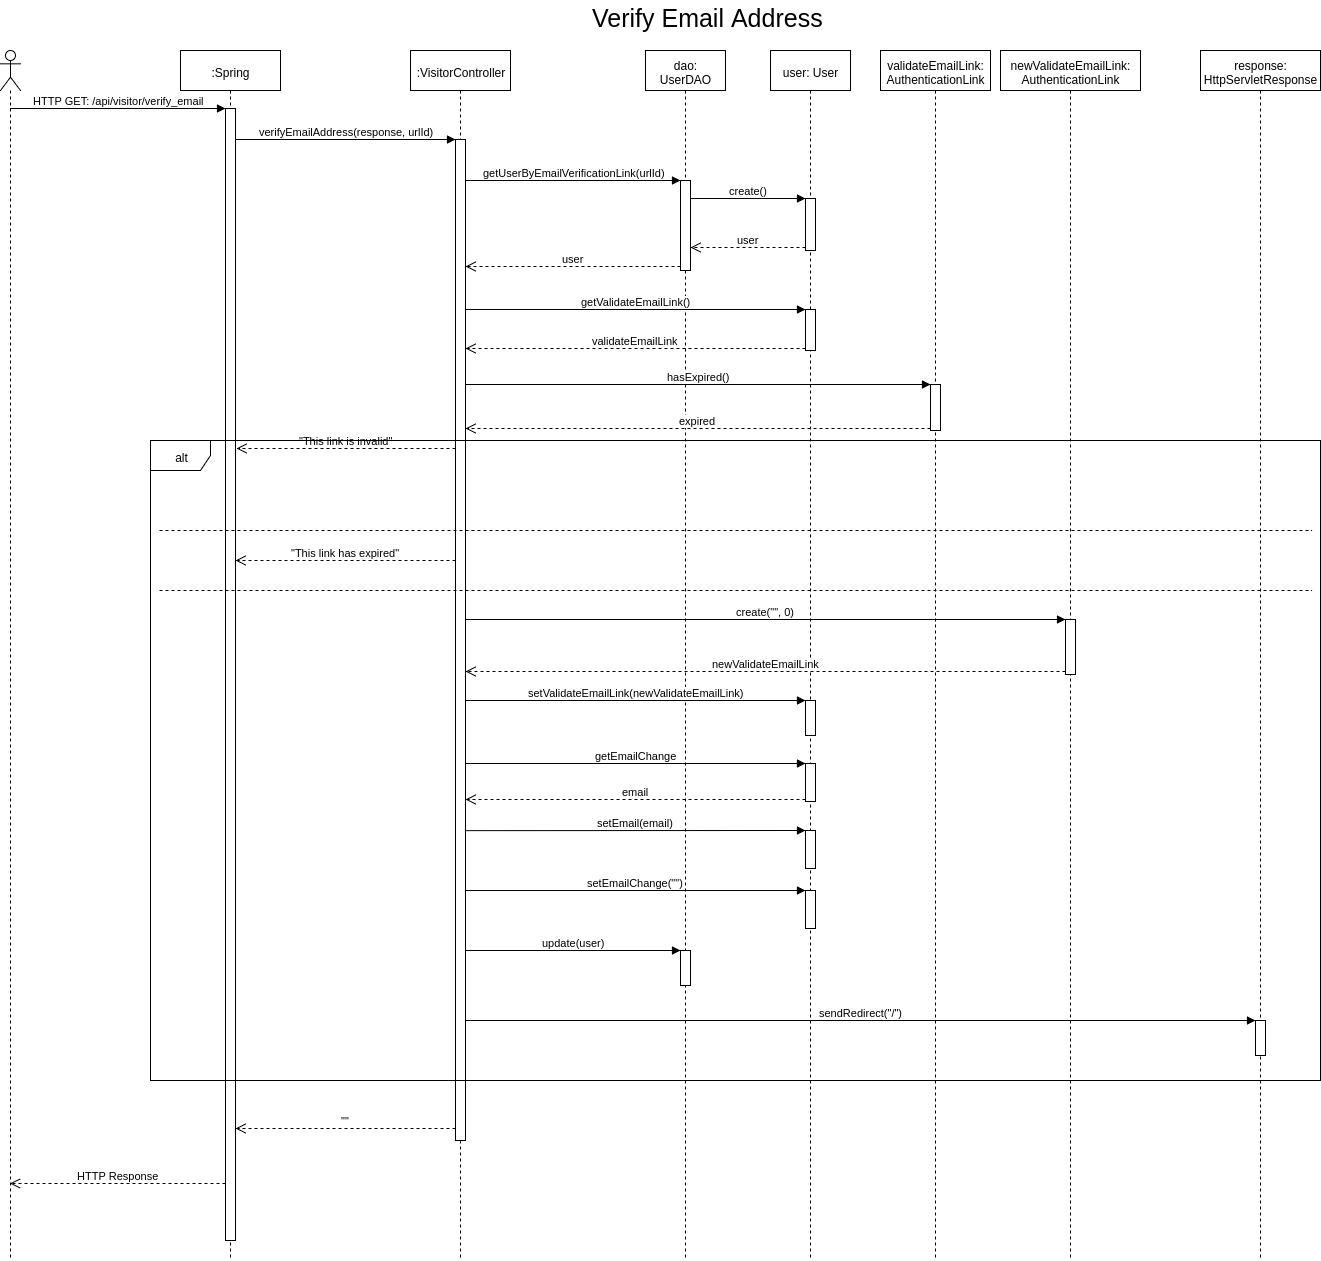 Verify Email Address
:Spring
:VisitorController
dao:
UserDAO
user: User
validateEmailLink:
AuthenticationLink
newValidateEmailLink:
AuthenticationLink
response:
HttpServletResponse
HTTP GET: /api/visitor/verify_email
verifyEmailAddress(response, urlId)
getUserByEmailVerificationLink(urlId)
create()
user
user
getValidateEmailLink()
validateEmailLink
hasExpired()
expired
"This link is invalid"
alt
"This link has expired"
create("", 0)
newValidateEmailLink
setValidateEmailLink(newValidateEmailLink)
getEmailChange
email
setEmail(email)
setEmailChange("")
update(user)
sendRedirect("/")
""
HTTP Response